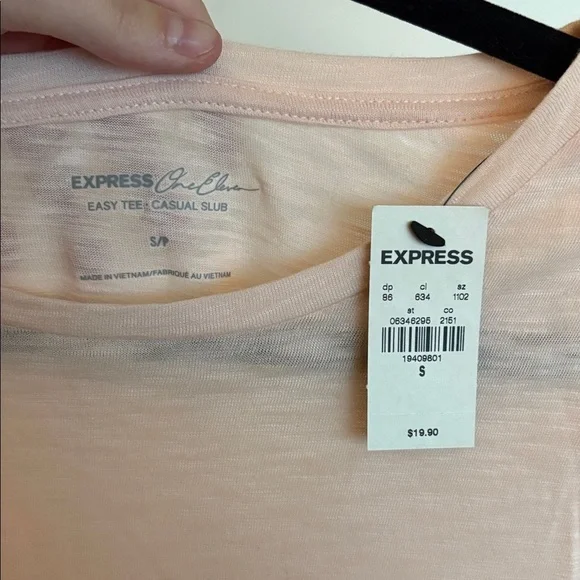 EXPRESS One Eleven
EASY TEE • CASUAL SLUB
S/P
MADE IN VIETNAM/FABRIQUÉ AU VIETNAM
EXPRESS
dp cl sz
86 634 1102
st co
06346295 2151
19409801
S
$19.90